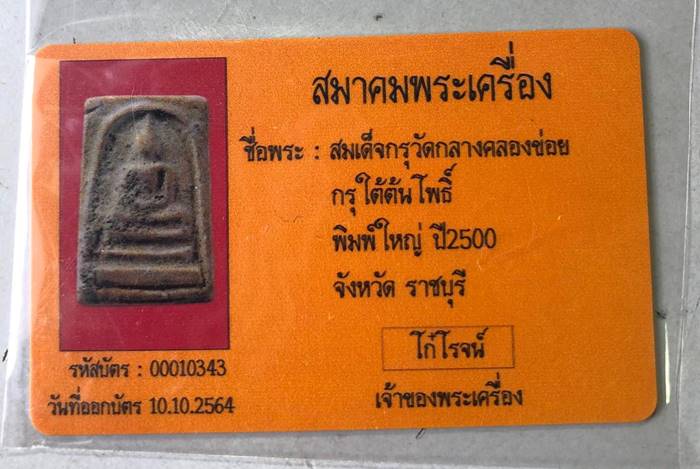 สมาคมพระเครื่อง
ชื่อพระ : สมเด็จกรุวัดกลางคลองข่อย
กรุใต้ต้นโพธิ์
พิมพ์ใหญ่ ปี2500
จังหวัด ราชบุรี
โก๋โรจน์
เจ้าของพระเครื่อง
รหัสบัตร : 00010343
วันที่ออกบัตร 10.10.2564